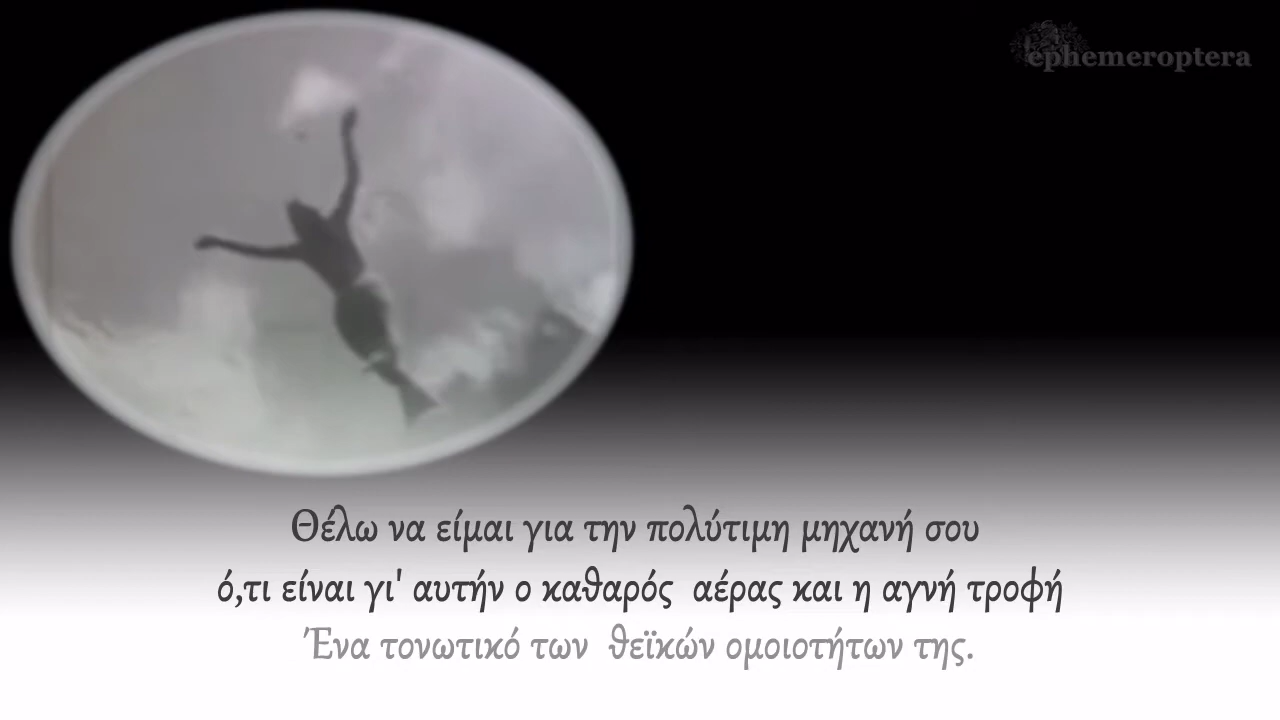 ephemeroptera
Θέλω να είμαι για την πολύτιμη μηχανή σου
ό,τι είναι γι' αυτήν ο καθαρός αέρας και η αγνή τροφή
Ένα τονωτικό των θεϊκών ομοιοτήτων της.